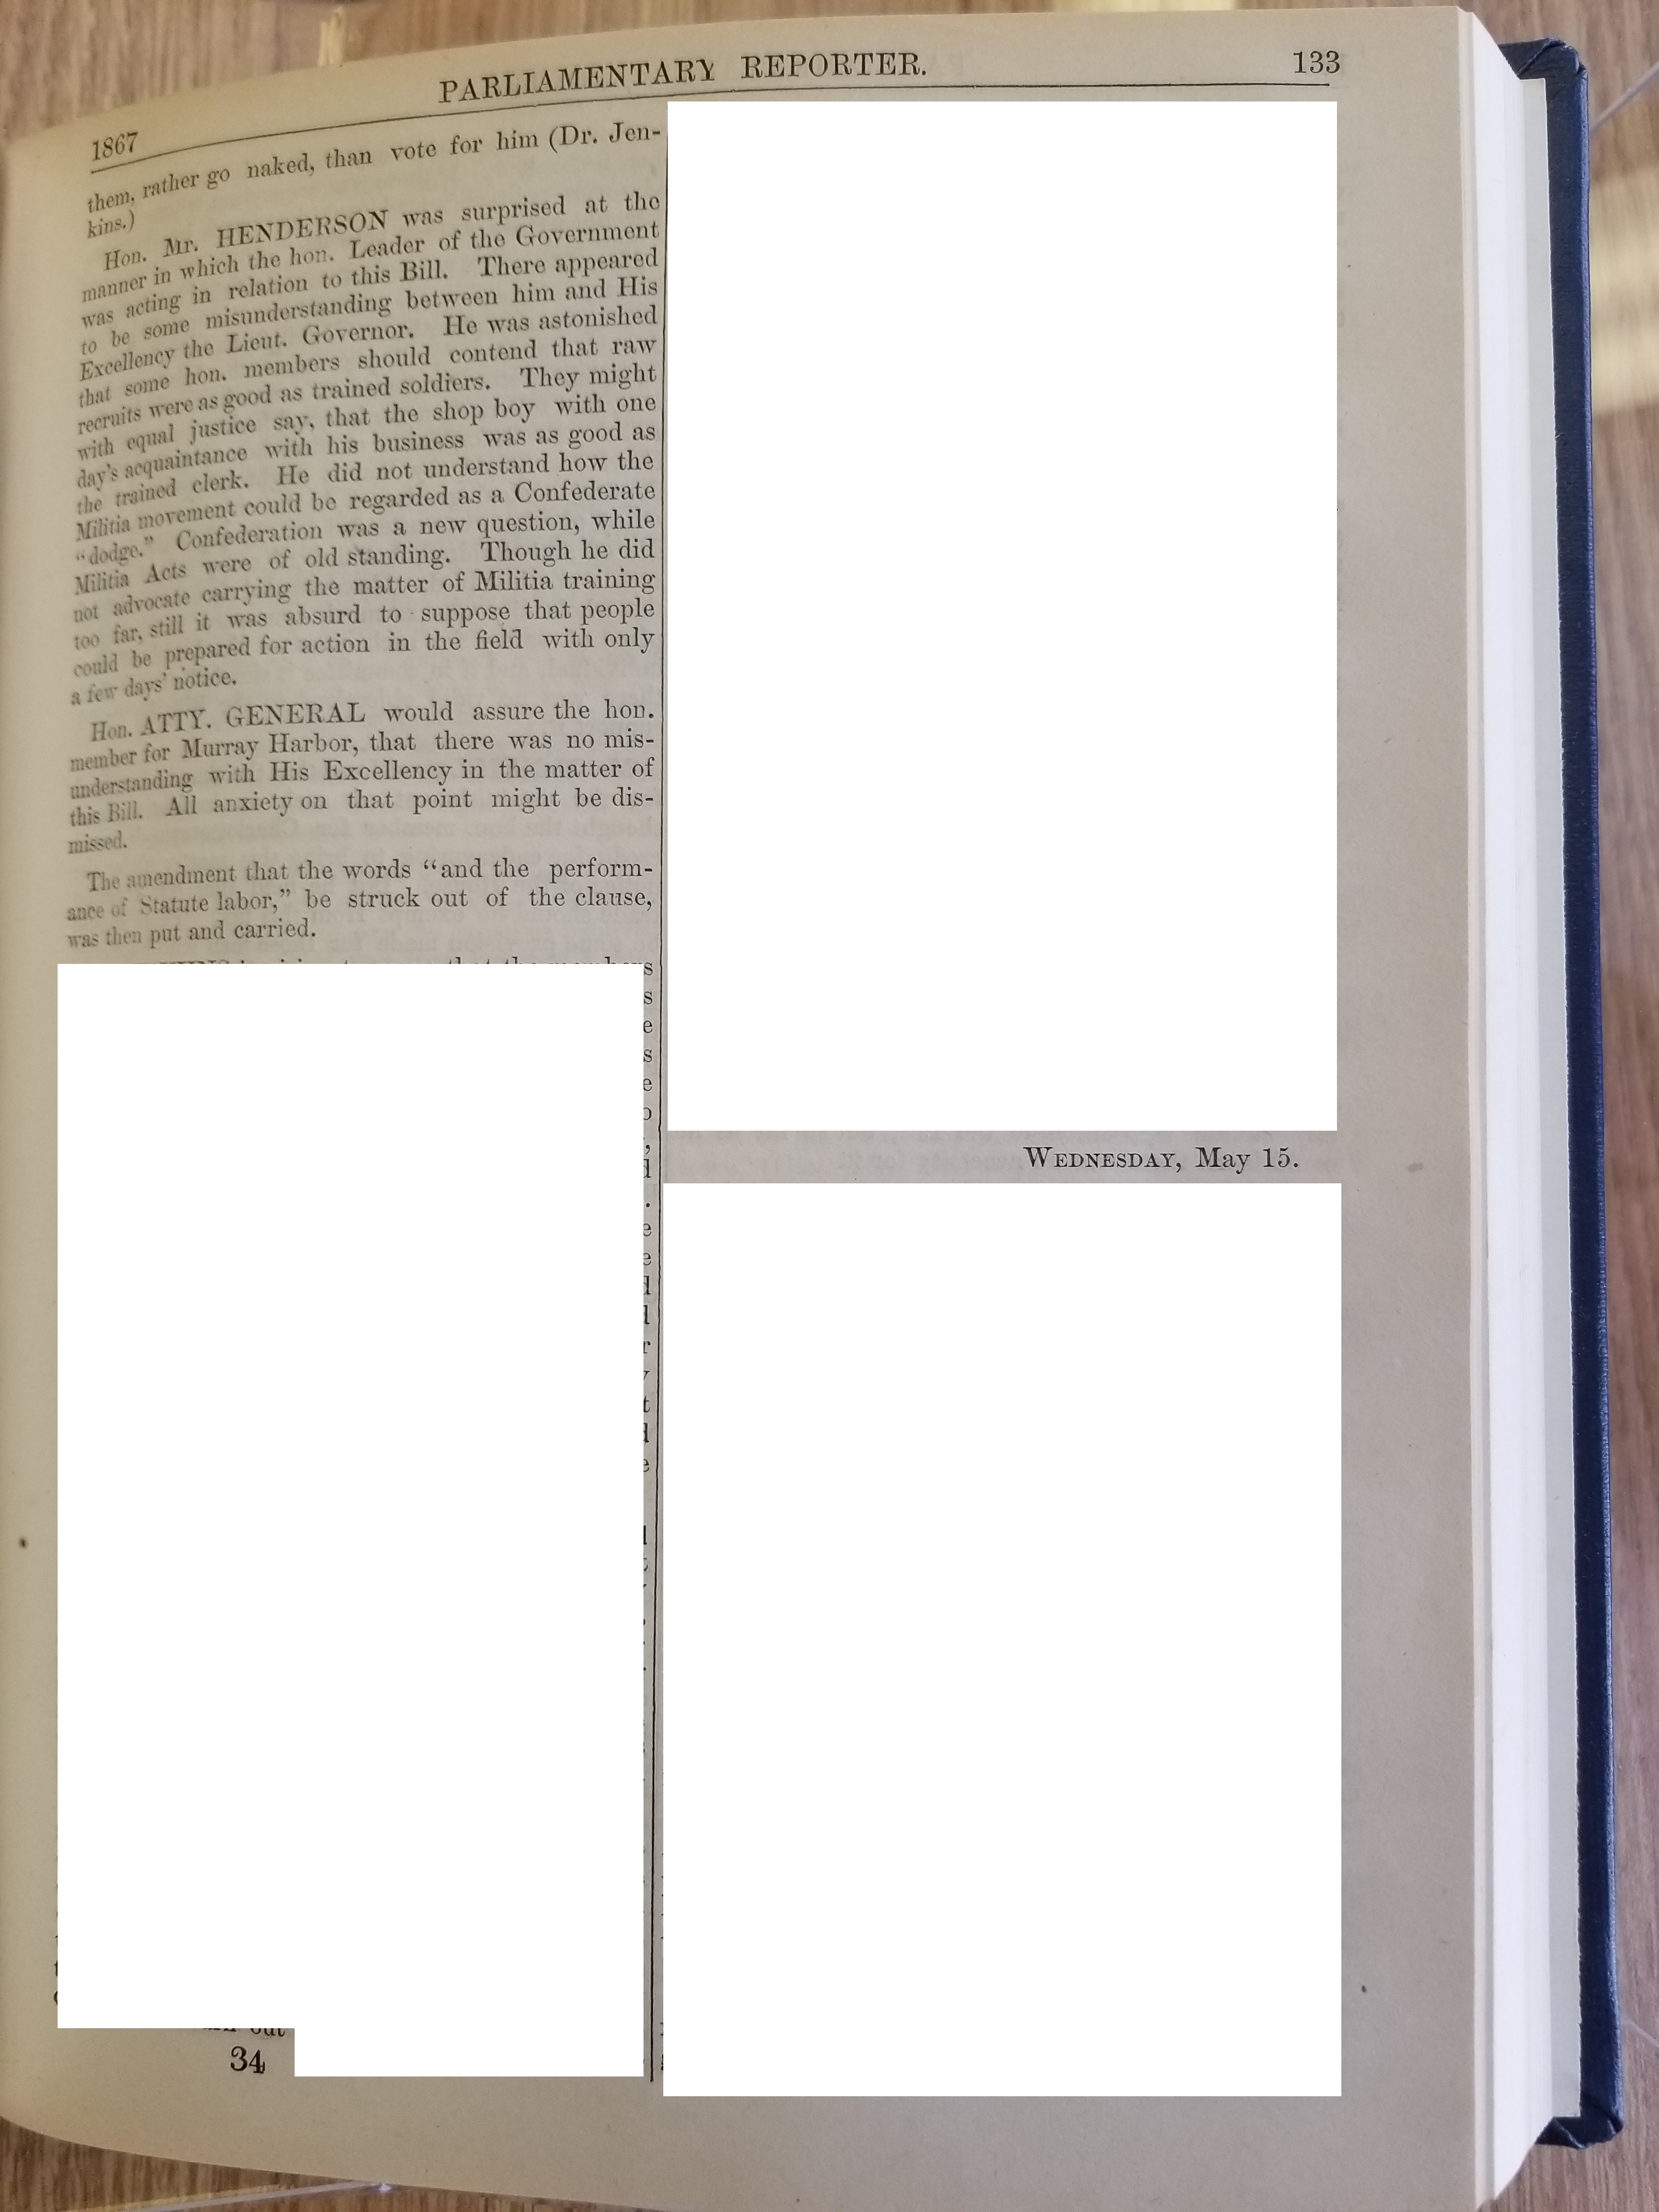 1867
PARLIAMENTARY REPORTER.
133
them, rather go naked, than vote for him (Dr. Jen-
kins.)
Hon. Mr. HENDERSON was surprised at the
manner in which the hon. Leader of the Government
was acting in relation to this Bill. There appeared
to be some misunderstanding between him and His
Excellency the Lieut. Governor. He was astonished
that some hon. members should contend that raw
recruits were as good as trained soldiers. They might
with equal justice say, that the shop boy with one
day's acquaintance with his business was as good as
the trained clerk. He did not understand how the
Militia movement could be regarded as a Confederate
“dodge.” Confederation was a new question, while
Militia Acts were of old standing. Though he did
not advocate carrying the matter of Militia training
too far, still it was absurd to suppose that people
could be prepared for action in the field with only
a few days' notice.
Hon. ATTY. GENERAL would assure the hon.
member for Murray Harbor, that there was no mis-
understanding with His Excellency in the matter of
this Bill. All anxiety on that point might be dis-
missed.
The amendment that the words “and the perform-
ance of Statute labor,” be struck out of the clause,
was then put and carried.
34
WEDNESDAY, May 15.